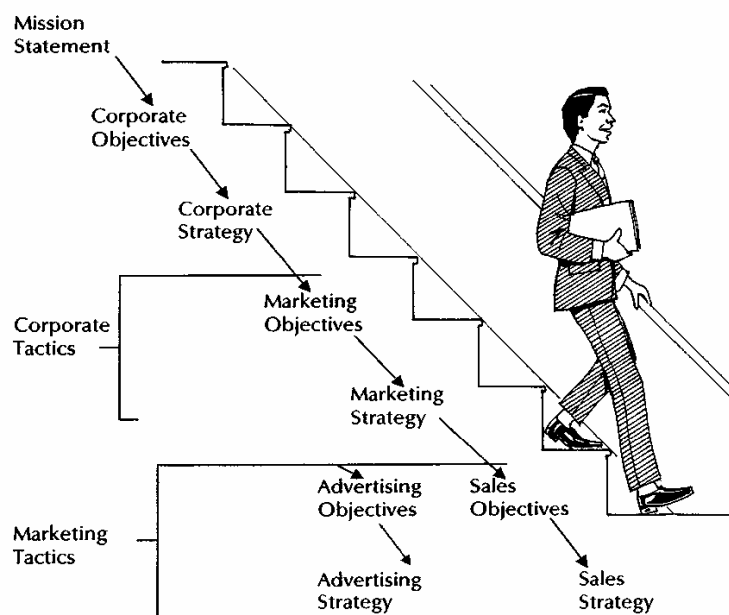 Mission
Statement
Corporate
Objectives
Corporate
Strategy
Corporate
Tactics
Marketing
Objectives
Marketing
Strategy
Marketing
Tactics
Advertising
Objectives
Sales
Objectives
Advertising
Strategy
Sales
Strategy